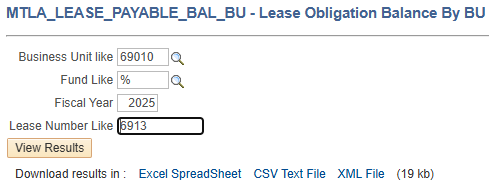 MTLA_LEASE_PAYABLE_BAL_BU - Lease Obligation Balance By BU
Business Unit like 69010
Fund Like %
Fiscal Year 2025
Lease Number Like 6913
View Results
Download results in : Excel SpreadSheet CSV Text File XML File (19 kb)